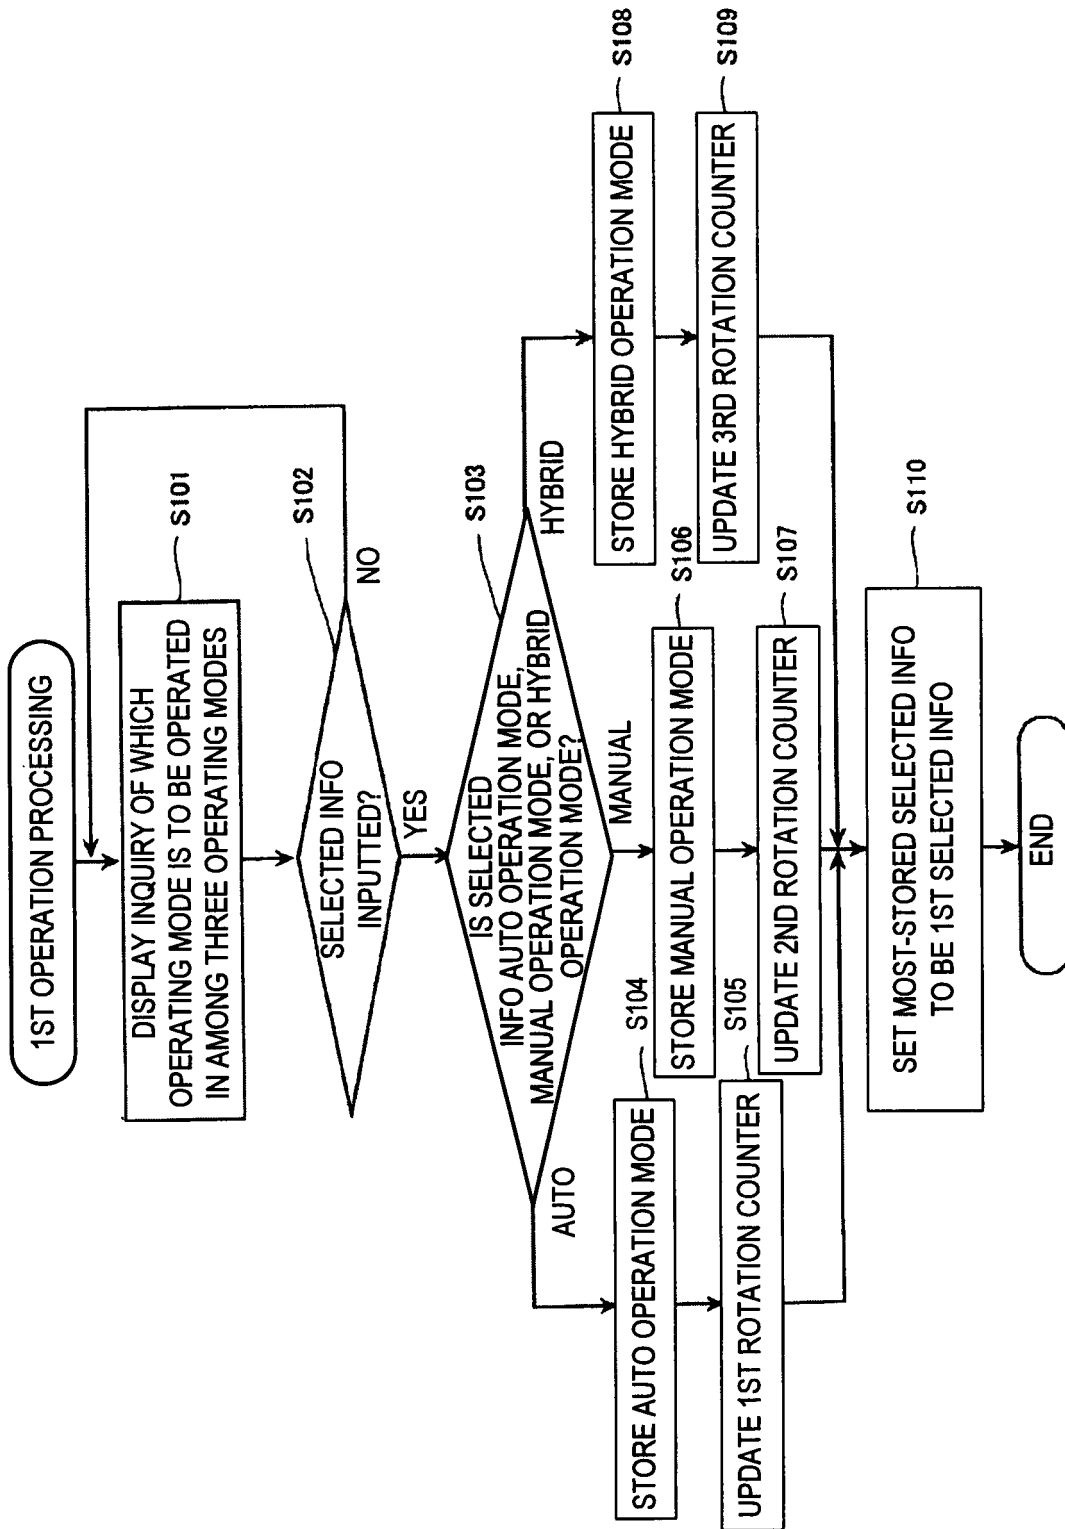 1ST OPERATION PROCESSING
DISPLAY INQUIRY OF WHICH
OPERATING MODE IS TO BE OPERATED
IN AMONG THREE OPERATING MODES
S101
SELECTED INFO
INPUTTED?
S102
NO
YES
IS SELECTED
INFO AUTO OPERATION MODE,
MANUAL OPERATION MODE, OR HYBRID
OPERATION MODE?
S103
AUTO
MANUAL
HYBRID
STORE AUTO OPERATION MODE
S104
UPDATE 1ST ROTATION COUNTER
S105
STORE MANUAL OPERATION MODE
S106
UPDATE 2ND ROTATION COUNTER
S107
STORE HYBRID OPERATION MODE
S108
UPDATE 3RD ROTATION COUNTER
S109
SET MOST-STORED SELECTED INFO
TO BE 1ST SELECTED INFO
S110
END